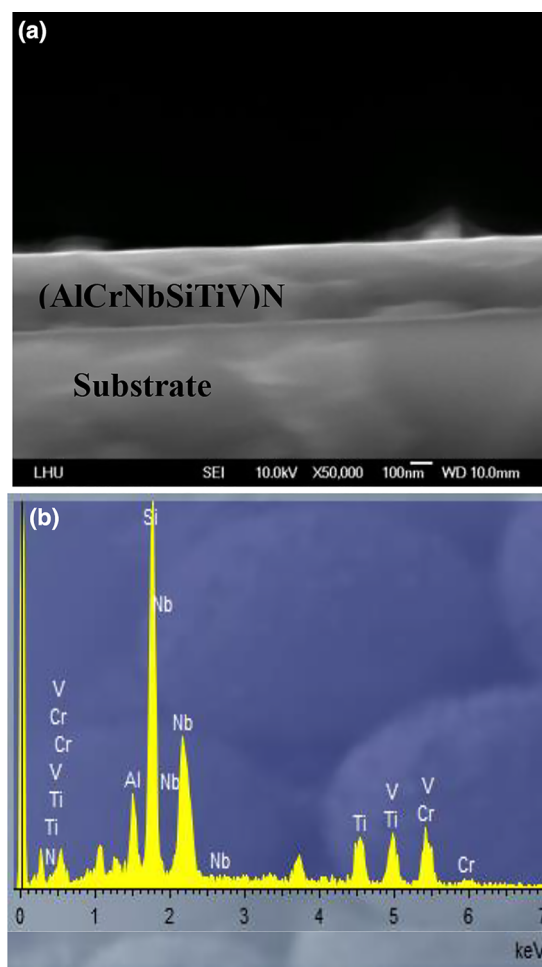 (a)
(AlCrNbSiTiV)N
Substrate
LHU SEI 10.0kV X50,000 100nm WD 10.0mm
(b)
Si
Nb
V
Cr
Cr
V
Ti
Ti
N
Al
Nb
Nb
Nb
Ti
V
Ti
V
Cr
Cr
0 1 2 3 4 5 6 7
keV